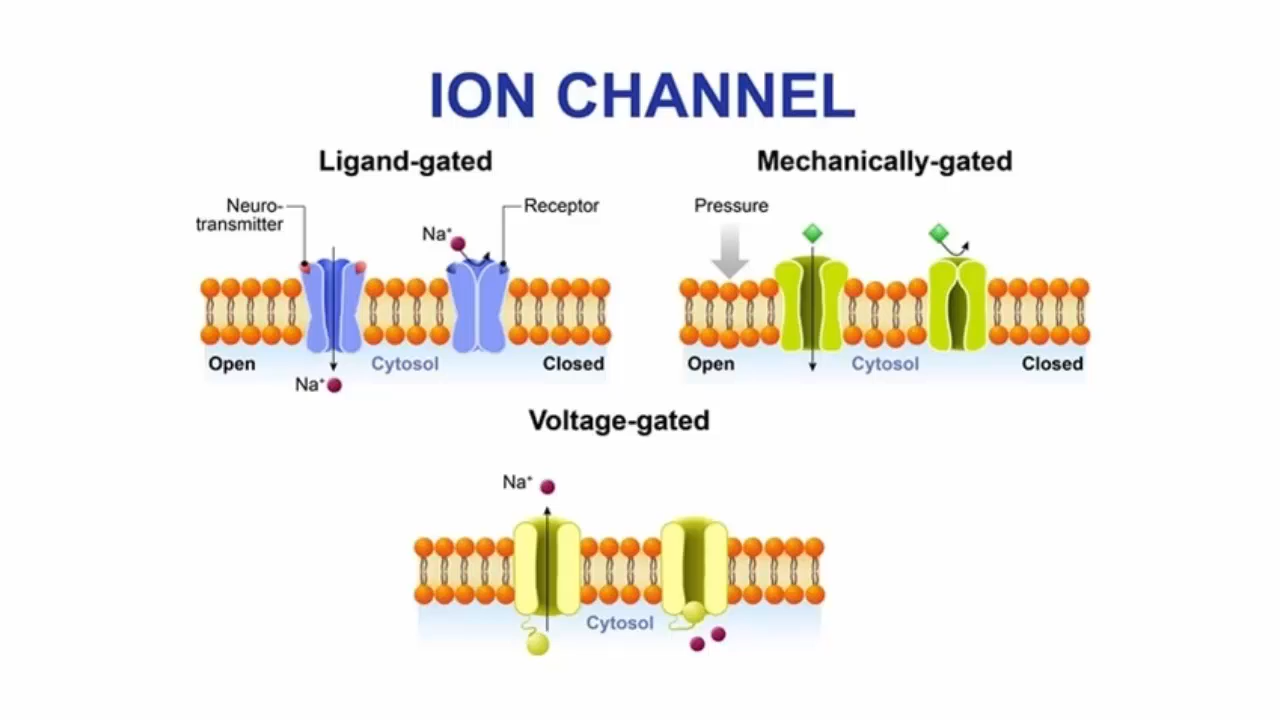 ION CHANNEL
Ligand-gated
Neuro-
transmitter
Na⁺
Receptor
Open
Cytosol
Closed
Na⁺
Mechanically-gated
Pressure
Open
Cytosol
Closed
Voltage-gated
Na⁺
Cytosol